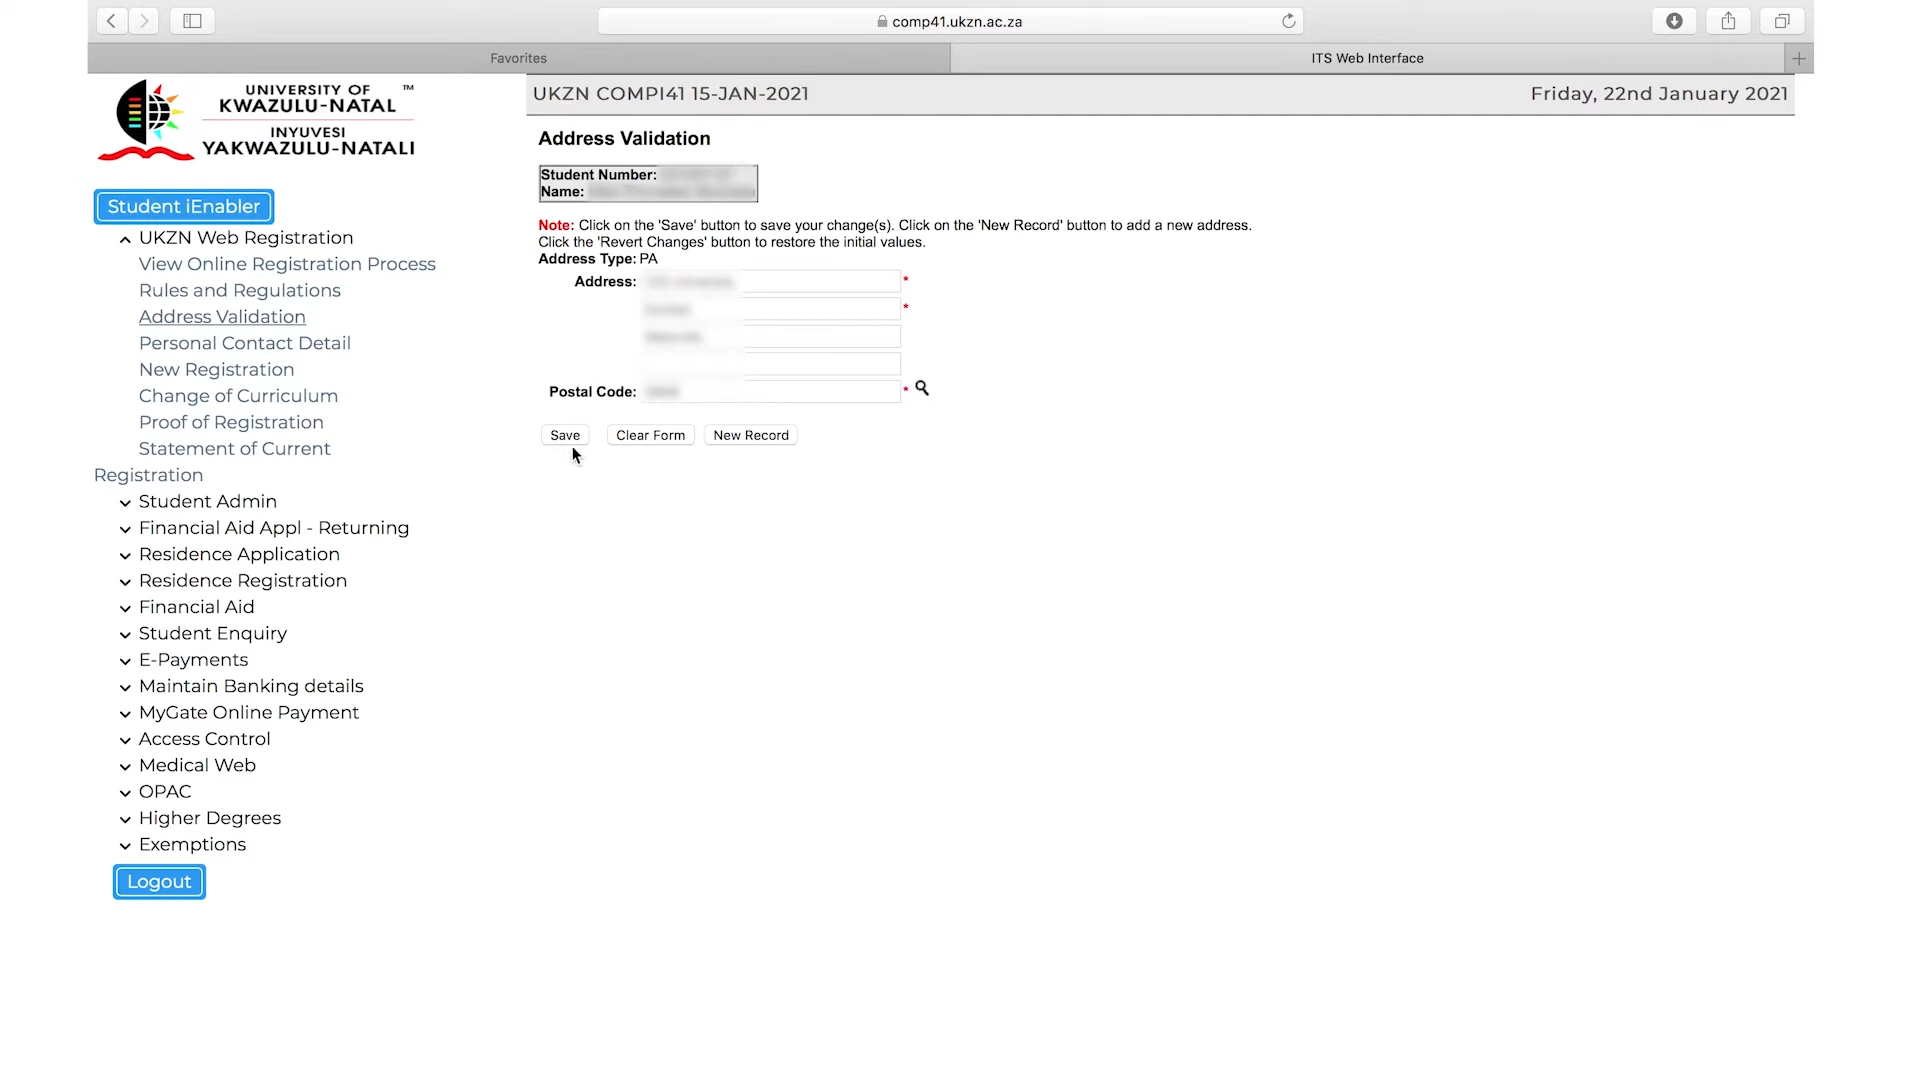 comp41.ukzn.ac.za
Favorites
ITS Web Interface
UNIVERSITY OF ™
KWAZULU-NATAL
INYUVESI
YAKWAZULU-NATALI
UKZN COMPI41 15-JAN-2021
Friday, 22nd January 2021
Student iEnabler
UKZN Web Registration
View Online Registration Process
Rules and Regulations
Address Validation
Personal Contact Detail
New Registration
Change of Curriculum
Proof of Registration
Statement of Current
Registration
Student Admin
Financial Aid Appl - Returning
Residence Application
Residence Registration
Financial Aid
Student Enquiry
E-Payments
Maintain Banking details
MyGate Online Payment
Access Control
Medical Web
OPAC
Higher Degrees
Exemptions
Logout
Address Validation
Student Number:
Name:
Note: Click on the 'Save' button to save your change(s). Click on the 'New Record' button to add a new address.
Click the 'Revert Changes' button to restore the initial values.
Address Type: PA
Address: *
*
Postal Code: *
Save Clear Form New Record